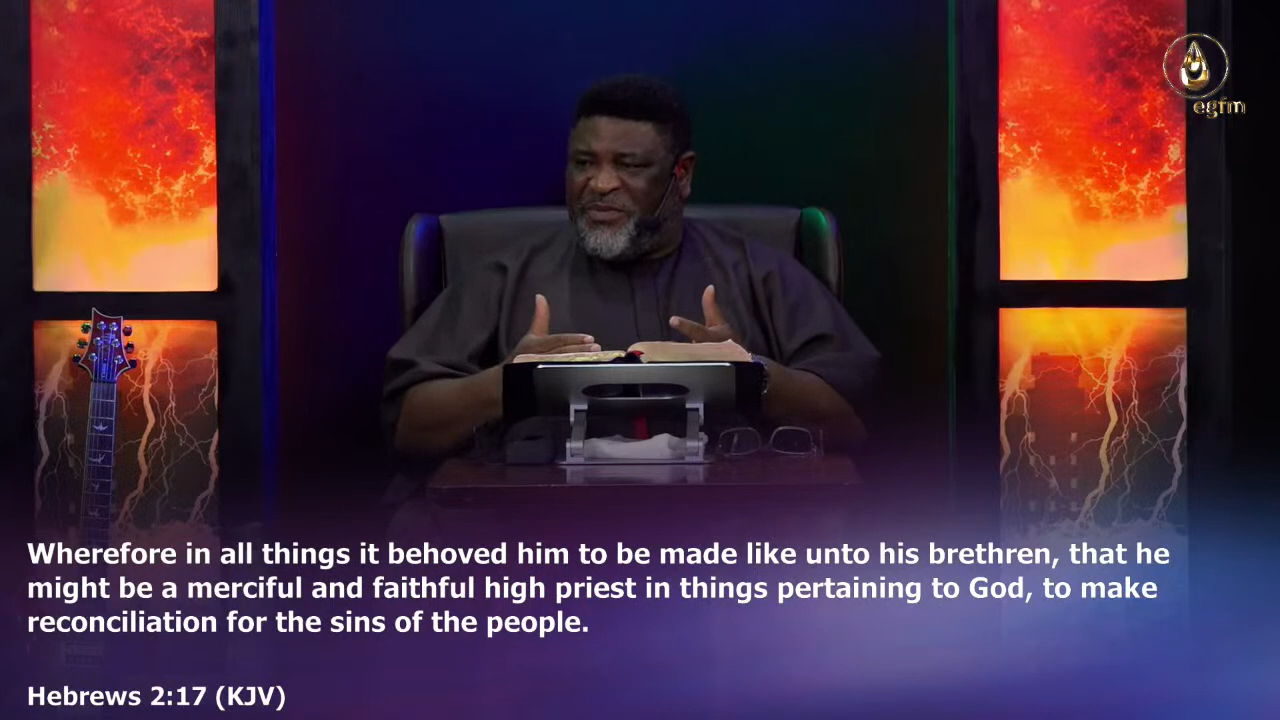 egfm
Wherefore in all things it behoved him to be made like unto his brethren, that he
might be a merciful and faithful high priest in things pertaining to God, to make
reconciliation for the sins of the people.
Hebrews 2:17 (KJV)